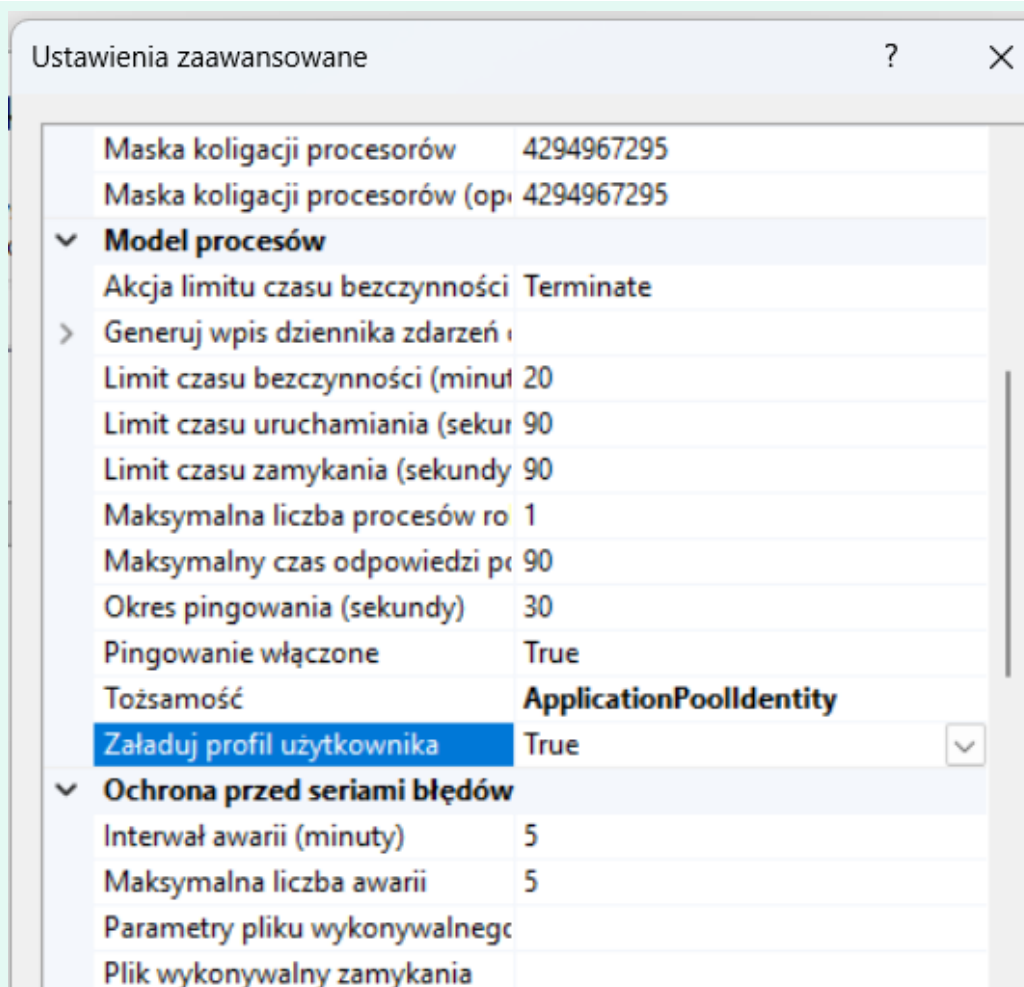 Ustawienia zaawansowane ?
Maska koligacji procesorów 4294967295
Maska koligacji procesorów (op 4294967295
Model procesów
Akcja limitu czasu bezczynności Terminate
Generuj wpis dziennika zdarzeń
Limit czasu bezczynności (minut 20
Limit czasu uruchamiania (sekun 90
Limit czasu zamykania (sekundy 90
Maksymalna liczba procesów ro 1
Maksymalny czas odpowiedzi po 90
Okres pingowania (sekundy) 30
Pingowanie włączone True
Tożsamość ApplicationPoolIdentity
Załaduj profil użytkownika True
Ochrona przed seriami błędów
Interwał awarii (minuty) 5
Maksymalna liczba awarii 5
Parametry pliku wykonywalnego
Plik wykonywalny zamykania